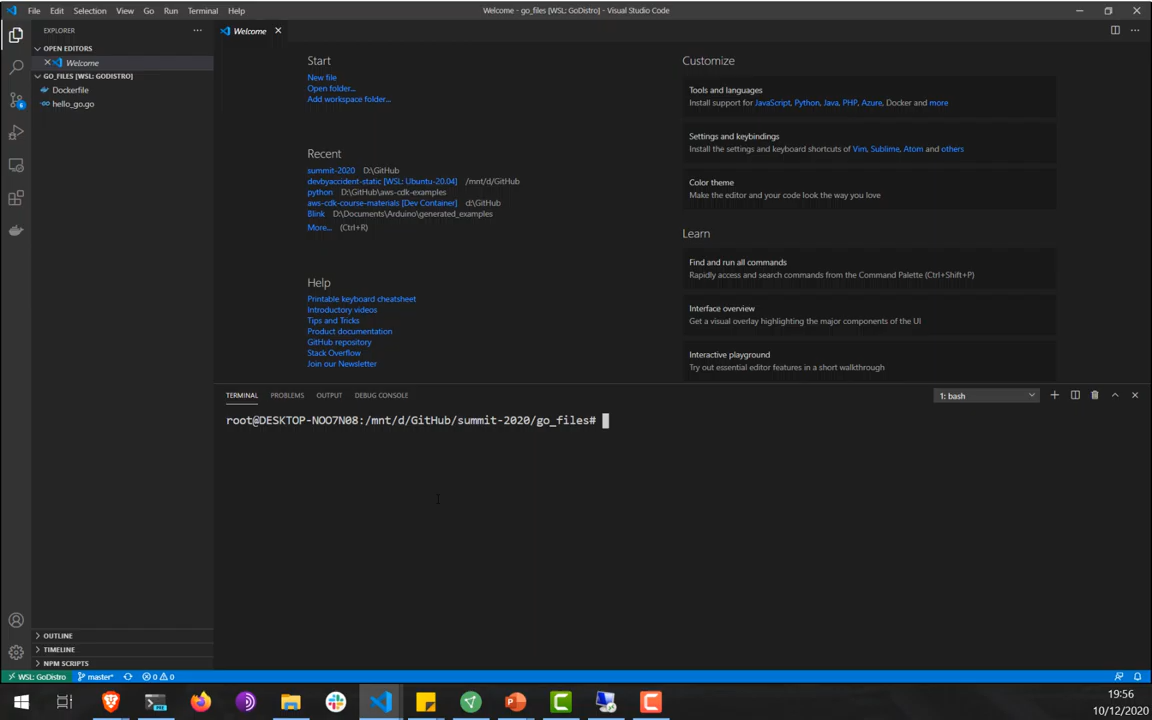 File Edit Selection View Go Run Terminal Help
Welcome - go_files [WSL: GoDistro] - Visual Studio Code
EXPLORER
OPEN EDITORS
Welcome
GO_FILES [WSL: GODISTRO]
Dockerfile
hello_go.go
6
Welcome
Start
New file
Open folder...
Add workspace folder...
Recent
summit-2020 D:\GitHub
devbyaccident-static [WSL: Ubuntu-20.04] /mnt/d/GitHub
python D:\GitHub\aws-cdk-examples
aws-cdk-course-materials [Dev Container] d:\GitHub
Blink D:\Documents\Arduino\generated_examples
More... (Ctrl+R)
Help
Printable keyboard cheatsheet
Introductory videos
Tips and Tricks
Product documentation
GitHub repository
Stack Overflow
Join our Newsletter
Customize
Tools and languages
Install support for JavaScript, Python, Java, PHP, Azure, Docker and more
Settings and keybindings
Install the settings and keyboard shortcuts of Vim, Sublime, Atom and others
Color theme
Make the editor and your code look the way you love
Learn
Find and run all commands
Rapidly access and search commands from the Command Palette (Ctrl+Shift+P)
Interface overview
Get a visual overlay highlighting the major components of the UI
Interactive playground
Try out essential editor features in a short walkthrough
TERMINAL PROBLEMS OUTPUT DEBUG CONSOLE
1: bash
root@DESKTOP-NOO7N08:/mnt/d/GitHub/summit-2020/go_files#
OUTLINE
TIMELINE
NPM SCRIPTS
WSL: GoDistro master* 0 0
19:56
10/12/2020